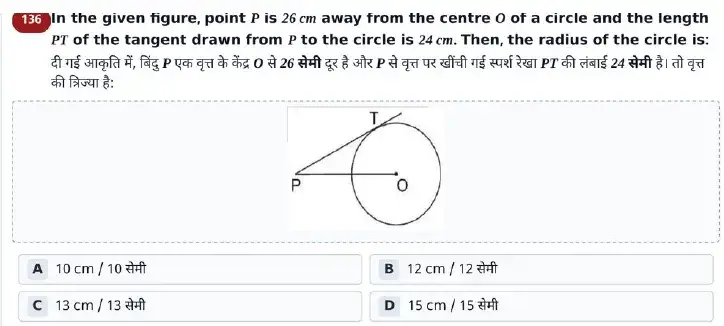 136 In the given figure, point P is 26 cm away from the centre O of a circle and the length
PT of the tangent drawn from P to the circle is 24 cm. Then, the radius of the circle is:
दी गई आकृति में, बिंदु P एक वृत्त के केंद्र O से 26 सेमी दूर है और P से वृत्त पर खींची गई स्पर्श रेखा PT की लंबाई 24 सेमी है। तो वृत्त
की त्रिज्या है:
T
P
O
A 10 cm / 10 सेमी
B 12 cm / 12 सेमी
C 13 cm / 13 सेमी
D 15 cm / 15 सेमी